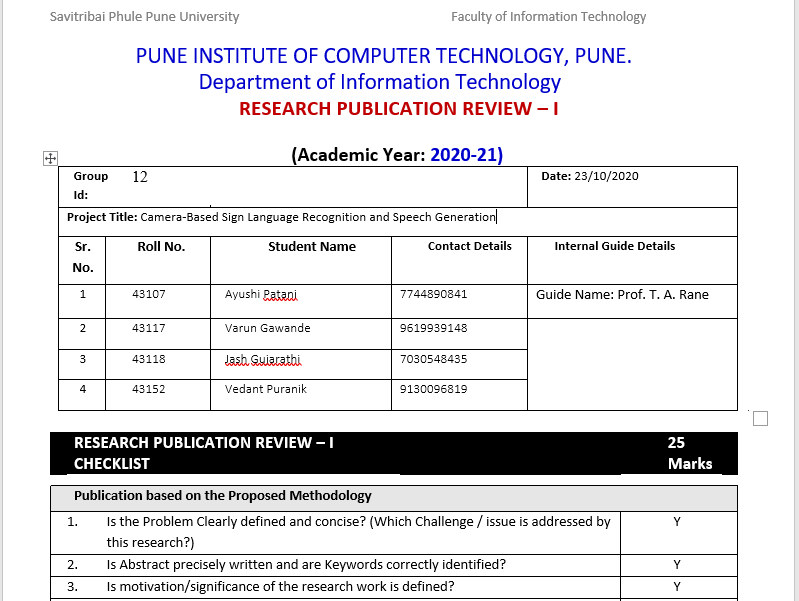 Savitribai Phule Pune University Faculty of Information Technology
PUNE INSTITUTE OF COMPUTER TECHNOLOGY, PUNE.
Department of Information Technology
RESEARCH PUBLICATION REVIEW – I
(Academic Year: 2020-21)
Group 12 Date: 23/10/2020
Id:
Project Title: Camera-Based Sign Language Recognition and Speech Generation
Sr. Roll No. Student Name Contact Details Internal Guide Details
No.
1 43107 Ayushi Patani 7744890841 Guide Name: Prof. T. A. Rane
2 43117 Varun Gawande 9619939148
3 43118 Jash Gujarathi 7030548435
4 43152 Vedant Puranik 9130096819
RESEARCH PUBLICATION REVIEW – I 25
CHECKLIST Marks
Publication based on the Proposed Methodology
1. Is the Problem Clearly defined and concise? (Which Challenge / issue is addressed by Y
this research?)
2. Is Abstract precisely written and are Keywords correctly identified? Y
3. Is motivation/significance of the research work is defined? Y